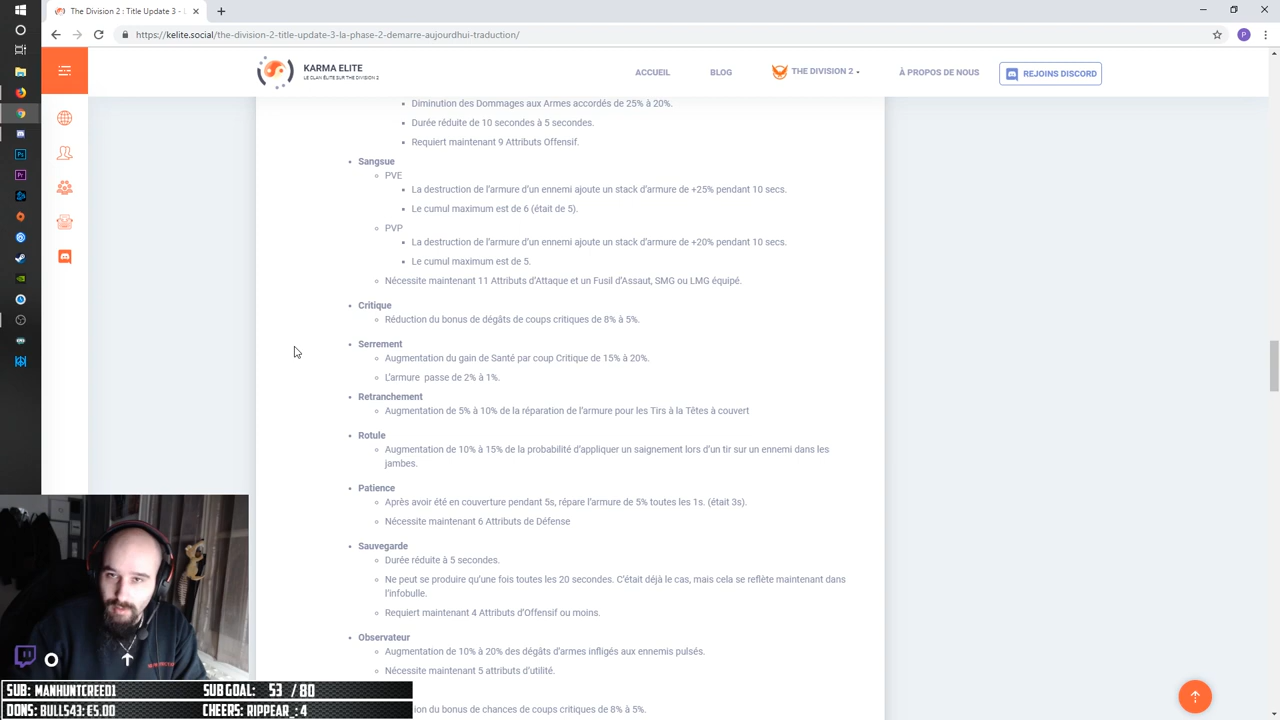 The Division 2 : Title Update 3 - L
https://kelite.social/the-division-2-title-update-3-la-phase-2-demarre-aujourdhui-traduction/
P
KARMA ELITE
LE CLAN ÉLITE SUR THE DIVISION 2
ACCUEIL
BLOG
THE DIVISION 2
À PROPOS DE NOUS
REJOINS DISCORD
Diminution des Dommages aux Armes accordés de 25% à 20%.
Durée réduite de 10 secondes à 5 secondes.
Requiert maintenant 9 Attributs Offensif.
Sangsue
PVE
La destruction de l'armure d'un ennemi ajoute un stack d'armure de +25% pendant 10 secs.
Le cumul maximum est de 6 (était de 5).
PVP
La destruction de l'armure d'un ennemi ajoute un stack d'armure de +20% pendant 10 secs.
Le cumul maximum est de 5.
Nécessite maintenant 11 Attributs d'Attaque et un Fusil d'Assaut, SMG ou LMG équipé.
Critique
Réduction du bonus de dégâts de coups critiques de 8% à 5%.
Serrement
Augmentation du gain de Santé par coup Critique de 15% à 20%.
L'armure passe de 2% à 1%.
Retranchement
Augmentation de 5% à 10% de la réparation de l'armure pour les Tirs à la Têtes à couvert
Rotule
Augmentation de 10% à 15% de la probabilité d'appliquer un saignement lors d'un tir sur un ennemi dans les
jambes.
Patience
Après avoir été en couverture pendant 5s, répare l'armure de 5% toutes les 1s. (était 3s).
Nécessite maintenant 6 Attributs de Défense
Sauvegarde
Durée réduite à 5 secondes.
Ne peut se produire qu'une fois toutes les 20 secondes. C'était déjà le cas, mais cela se reflète maintenant dans
l'infobulle.
Requiert maintenant 4 Attributs d'Offensif ou moins.
Observateur
Augmentation de 10% à 20% des dégâts d'armes infligés aux ennemis pulsés.
Nécessite maintenant 5 attributs d'utilité.
ion du bonus de chances de coups critiques de 8% à 5%.
SUB: MANHUNTCREED1
SUB GOAL: 53 / 80
DONS: BULLS43: €5.00
CHEERS: RIPPEAR_: 4